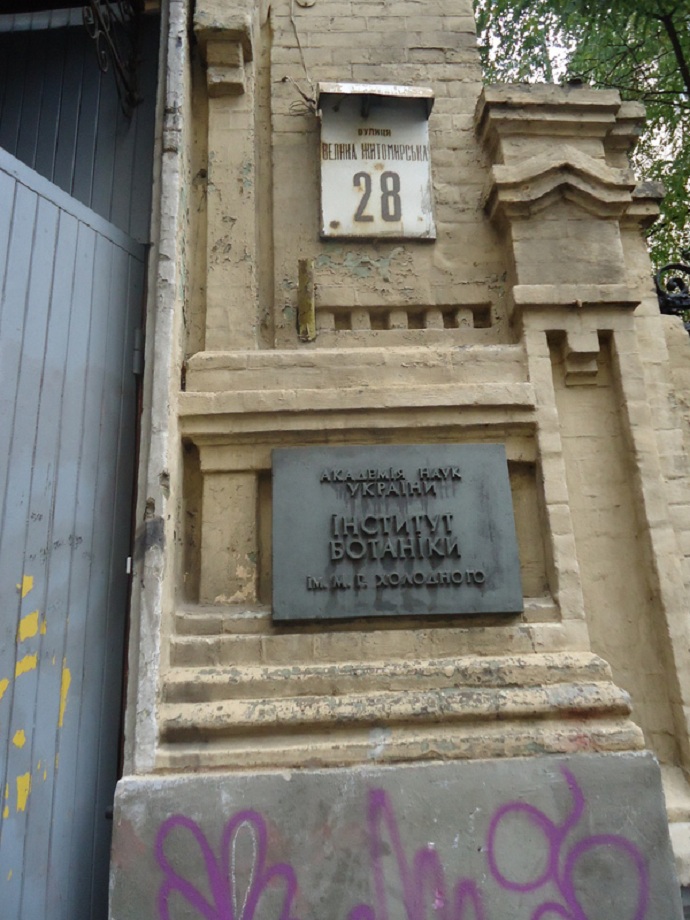 вулиця
ВЕЛИКА ЖИТОМИРСЬКА
28
АКАДЕМІЯ НАУК
УКРАЇНИ
ІНСТИТУТ
БОТАНІКИ
ІМ. М. Г. ХОЛОДНОГО